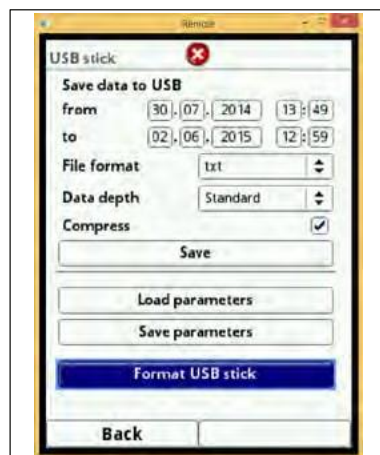 Remote
USB stick
Save data to USB
from 30 . 07 . 2014 13 : 49
to 02 . 06 . 2015 12 : 59
File format txt
Data depth Standard
Compress
Save
Load parameters
Save parameters
Format USB stick
Back